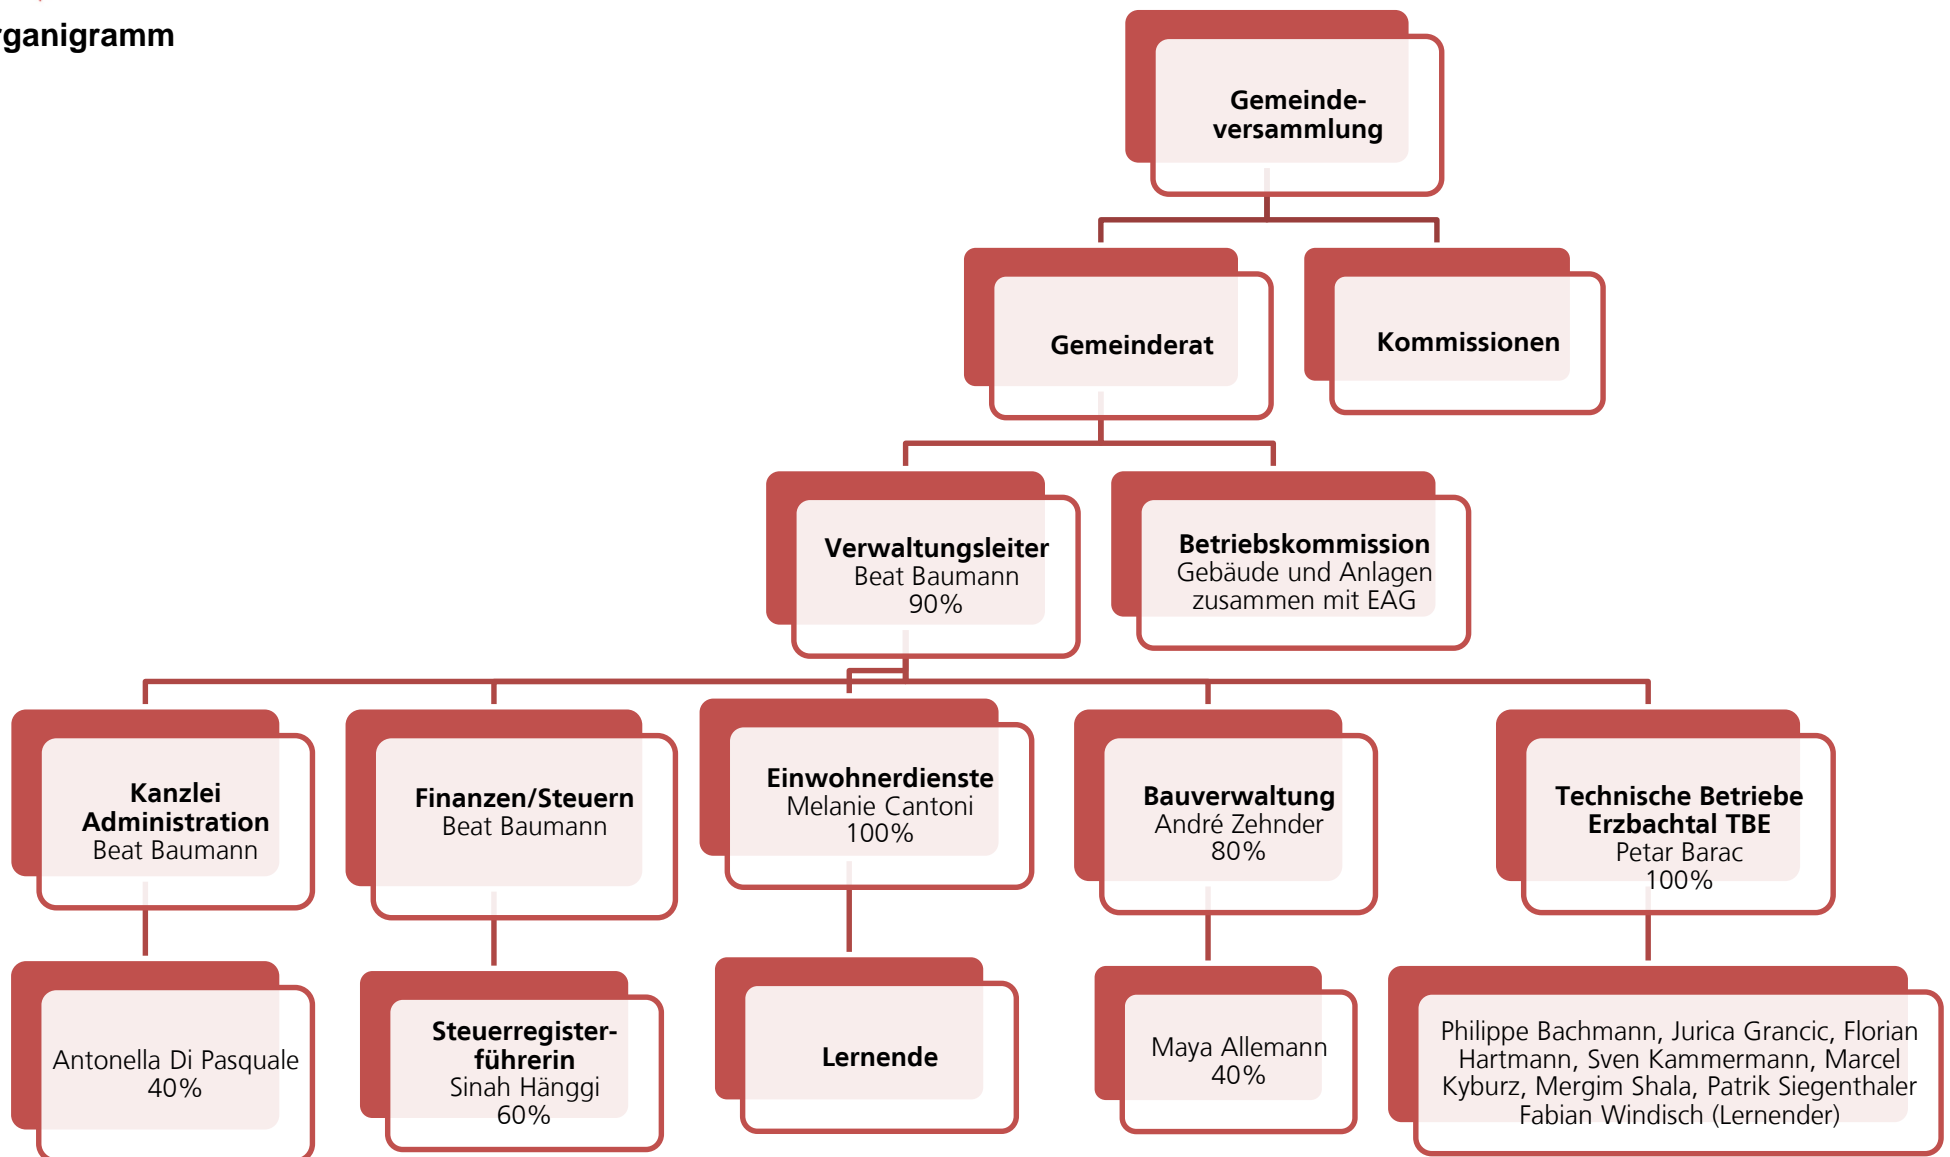 rganigramm
Gemeinde-
versammlung
Gemeinderat
Kommissionen
Verwaltungsleiter
Beat Baumann
90%
Betriebskommission
Gebäude und Anlagen
zusammen mit EAG
Kanzlei
Administration
Beat Baumann
Finanzen/Steuern
Beat Baumann
Einwohnerdienste
Melanie Cantoni
100%
Bauverwaltung
André Zehnder
80%
Technische Betriebe
Erzbachtal TBE
Petar Barac
100%
Antonella Di Pasquale
40%
Steuerregister-
führerin
Sinah Hänggi
60%
Lernende
Maya Allemann
40%
Philippe Bachmann, Jurica Grancic, Florian
Hartmann, Sven Kammermann, Marcel
Kyburz, Mergim Shala, Patrik Siegenthaler
Fabian Windisch (Lernender)